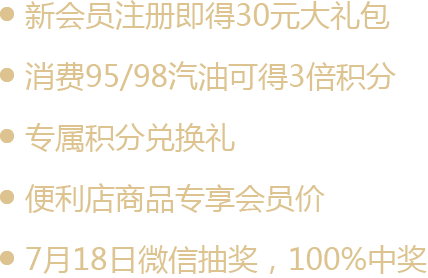 • 新会员注册即得30元大礼包
• 消费95/98汽油可得3倍积分
• 专属积分兑换礼
• 便利店商品专享会员价
• 7月18日微信抽奖，100%中奖